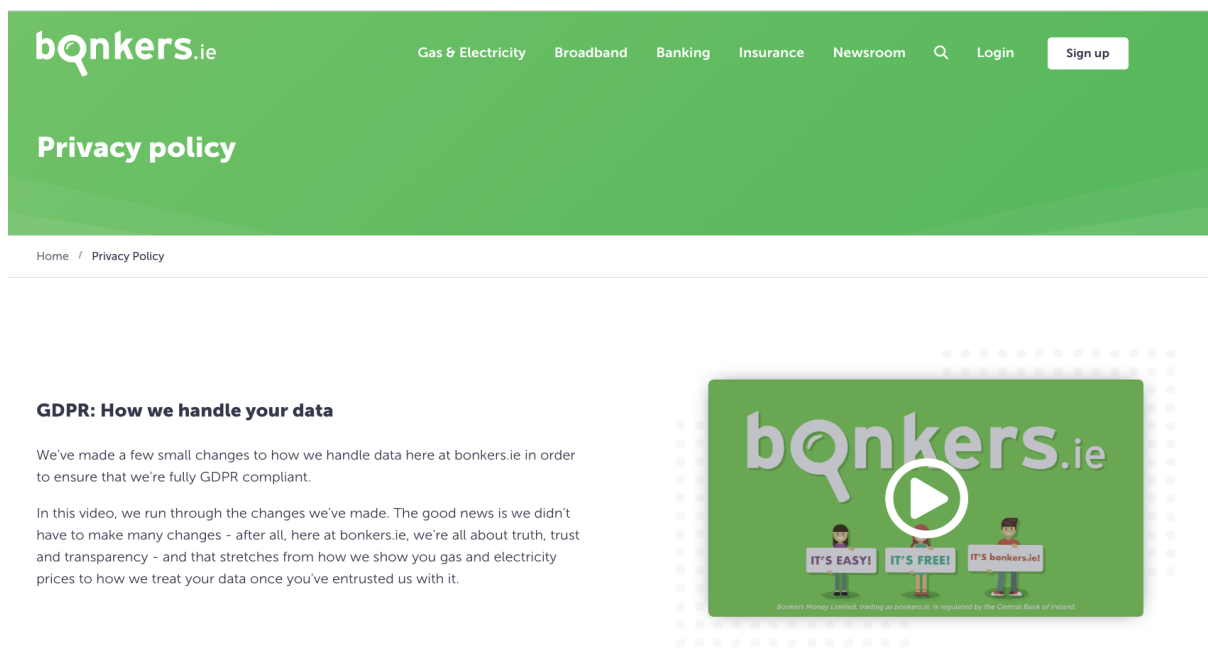 bonkers.ie
Gas & Electricity Broadband Banking Insurance Newsroom Login Sign up
Privacy policy
Home / Privacy Policy
GDPR: How we handle your data
We've made a few small changes to how we handle data here at bonkers.ie in order
to ensure that we're fully GDPR compliant.
In this video, we run through the changes we've made. The good news is we didn't
have to make many changes - after all, here at bonkers.ie, we're all about truth, trust
and transparency - and that stretches from how we show you gas and electricity
prices to how we treat your data once you've entrusted us with it.
bonkers.ie
IT'S EASY! IT'S FREE! IT'S bonkers.ie!
Bonkers Money Limited, trading as bonkers.ie, is regulated by the Central Bank of Ireland.